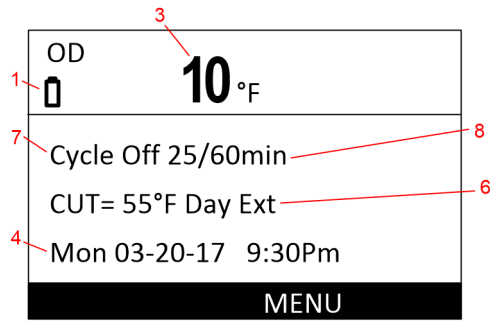 3
OD
10 °F
1
7
8
Cycle Off 25/60min
CUT= 55°F Day Ext
6
4
Mon 03-20-17 9:30Pm
MENU